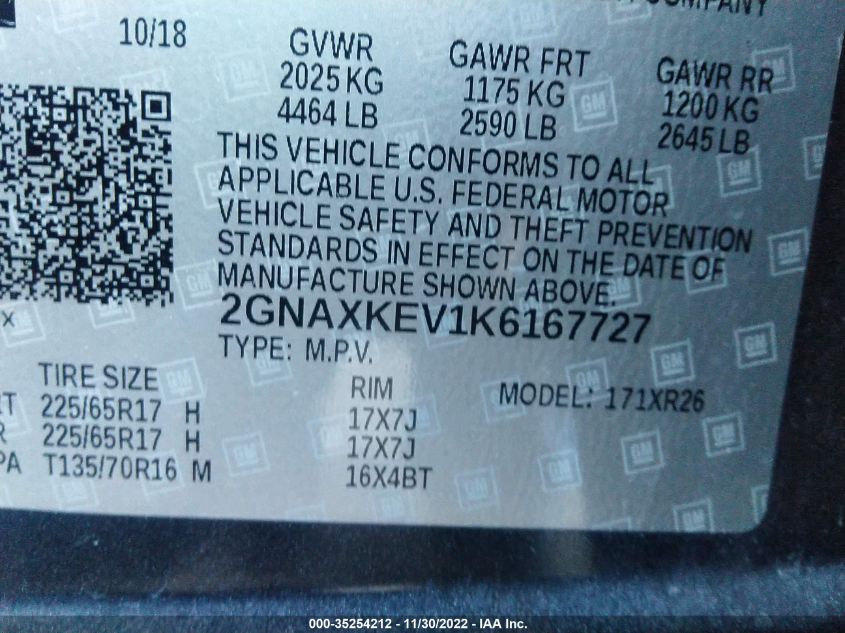 COMPANY
10/18
GVWR GAWR FRT GAWR RR
2025 KG 1175 KG 1200 KG
4464 LB 2590 LB 2645 LB
THIS VEHICLE CONFORMS TO ALL
APPLICABLE U.S. FEDERAL MOTOR
VEHICLE SAFETY AND THEFT PREVENTION
STANDARDS IN EFFECT ON THE DATE OF
MANUFACTURE SHOWN ABOVE.
2GNAXKEV1K6167727
TYPE: M.P.V.
TIRE SIZE RIM MODEL: 171XR26
225/65R17 H 17X7J
225/65R17 H 17X7J
T135/70R16 M 16X4BT
GM
000-35254212 - 11/30/2022 - IAA Inc.